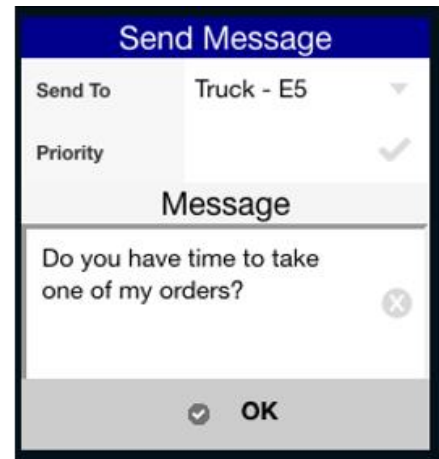 Send Message
Send To Truck - E5
Priority
Message
Do you have time to take
one of my orders?
OK